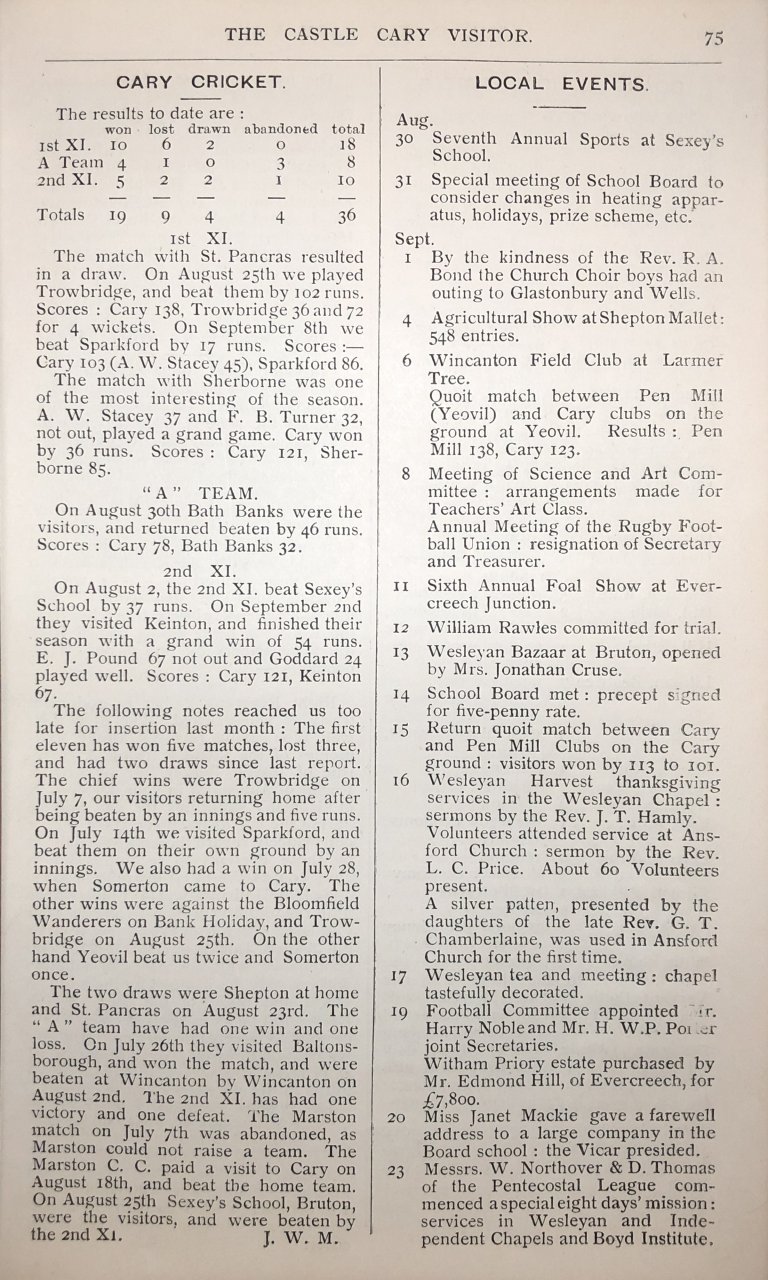 THE CASTLE CARY VISITOR.
75
CARY CRICKET.
The results to date are :
won lost drawn abandoned total
1st XI. 10 6 2 0 18
A Team 4 1 0 3 8
2nd XI. 5 2 2 1 10
— — — — —
Totals 19 9 4 4 36
1st XI.
The match with St. Pancras resulted
in a draw. On August 25th we played
Trowbridge, and beat them by 102 runs.
Scores : Cary 138, Trowbridge 36 and 72
for 4 wickets. On September 8th we
beat Sparkford by 17 runs. Scores :—
Cary 103 (A. W. Stacey 45), Sparkford 86.
The match with Sherborne was one
of the most interesting of the season.
A. W. Stacey 37 and F. B. Turner 32,
not out, played a grand game. Cary won
by 36 runs. Scores : Cary 121, Sher-
borne 85.
“ A ” TEAM.
On August 30th Bath Banks were the
visitors, and returned beaten by 46 runs.
Scores : Cary 78, Bath Banks 32.
2nd XI.
On August 2, the 2nd XI. beat Sexey's
School by 37 runs. On September 2nd
they visited Keinton, and finished their
season with a grand win of 54 runs.
E. J. Pound 67 not out and Goddard 24
played well. Scores : Cary 121, Keinton
67.
The following notes reached us too
late for insertion last month : The first
eleven has won five matches, lost three,
and had two draws since last report.
The chief wins were Trowbridge on
July 7, our visitors returning home after
being beaten by an innings and five runs.
On July 14th we visited Sparkford, and
beat them on their own ground by an
innings. We also had a win on July 28,
when Somerton came to Cary. The
other wins were against the Bloomfield
Wanderers on Bank Holiday, and Trow-
bridge on August 25th. On the other
hand Yeovil beat us twice and Somerton
once.
The two draws were Shepton at home
and St. Pancras on August 23rd. The
“ A ” team have had one win and one
loss. On July 26th they visited Baltons-
borough, and won the match, and were
beaten at Wincanton by Wincanton on
August 2nd. The 2nd XI. has had one
victory and one defeat. The Marston
match on July 7th was abandoned, as
Marston could not raise a team. The
Marston C. C. paid a visit to Cary on
August 18th, and beat the home team.
On August 25th Sexey's School, Bruton,
were the visitors, and were beaten by
the 2nd XI. J. W. M.
LOCAL EVENTS.
Aug.
30 Seventh Annual Sports at Sexey's
School.
31 Special meeting of School Board to
consider changes in heating appar-
atus, holidays, prize scheme, etc.
Sept.
1 By the kindness of the Rev. R. A.
Bond the Church Choir boys had an
outing to Glastonbury and Wells.
4 Agricultural Show at Shepton Mallet:
548 entries.
6 Wincanton Field Club at Larmer
Tree.
Quoit match between Pen Mill
(Yeovil) and Cary clubs on the
ground at Yeovil. Results : Pen
Mill 138, Cary 123.
8 Meeting of Science and Art Com-
mittee : arrangements made for
Teachers' Art Class.
Annual Meeting of the Rugby Foot-
ball Union : resignation of Secretary
and Treasurer.
11 Sixth Annual Foal Show at Ever-
creech Junction.
12 William Rawles committed for trial.
13 Wesleyan Bazaar at Bruton, opened
by Mrs. Jonathan Cruse.
14 School Board met : precept signed
for five-penny rate.
15 Return quoit match between Cary
and Pen Mill Clubs on the Cary
ground : visitors won by 113 to 101.
16 Wesleyan Harvest thanksgiving
services in the Wesleyan Chapel :
sermons by the Rev. J. T. Hamly.
Volunteers attended service at Ans-
ford Church : sermon by the Rev.
L. C. Price. About 60 Volunteers
present.
A silver patten, presented by the
daughters of the late Rev. G. T.
Chamberlaine, was used in Ansford
Church for the first time.
17 Wesleyan tea and meeting : chapel
tastefully decorated.
19 Football Committee appointed
Harry Noble and Mr. H. W.P.
joint Secretaries.
Witham Priory estate purchased by
Mr. Edmond Hill, of Evercreech, for
£7,800.
20 Miss Janet Mackie gave a farewell
address to a large company in the
Board school : the Vicar presided.
23 Messrs. W. Northover & D. Thomas
of the Pentecostal League com-
menced a special eight days' mission :
services in Wesleyan and Inde-
pendent Chapels and Boyd Institute.